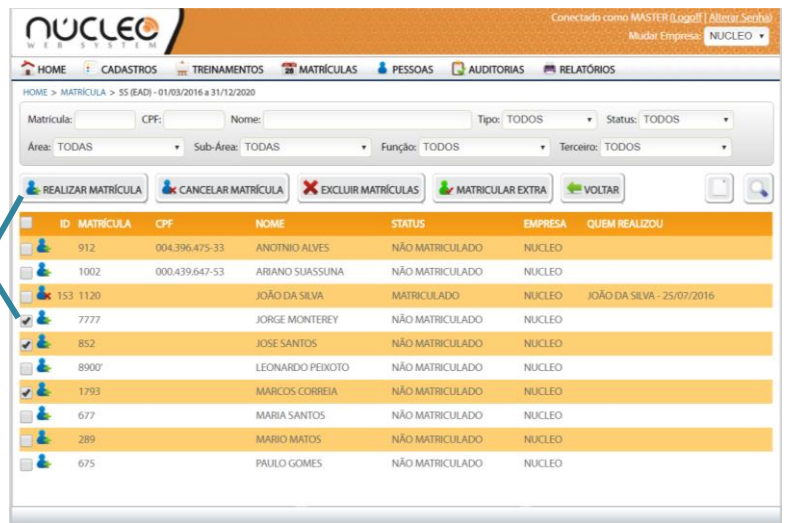 Conectado como MASTER (Logoff | Alterar Senha)
NÚCLEO
WEB SYSTEM
Mudar Empresa: NUCLEO
HOME CADASTROS TREINAMENTOS 28 MATRÍCULAS PESSOAS AUDITORIAS RELATÓRIOS
HOME > MATRÍCULA > 5S (EAD) - 01/03/2016 a 31/12/2020
Matrícula: CPF: Nome: Tipo: TODOS Status: TODOS
Área: TODAS Sub-Área: TODAS Função: TODOS Terceiro: TODOS
REALIZAR MATRÍCULA CANCELAR MATRÍCULA EXCLUIR MATRÍCULAS MATRICULAR EXTRA VOLTAR
ID MATRÍCULA CPF NOME STATUS EMPRESA QUEM REALIZOU
912 004.396.475-33 ANOTNIO ALVES NÃO MATRICULADO NUCLEO
1002 000.439.647-53 ARIANO SUASSUNA NÃO MATRICULADO NUCLEO
153 1120 JOÃO DA SILVA MATRICULADO NUCLEO JOÃO DA SILVA - 25/07/2016
7777 JORGE MONTEREY NÃO MATRICULADO NUCLEO
852 JOSE SANTOS NÃO MATRICULADO NUCLEO
8900' LEONARDO PEIXOTO NÃO MATRICULADO NUCLEO
1793 MARCOS CORREIA NÃO MATRICULADO NUCLEO
677 MARIA SANTOS NÃO MATRICULADO NUCLEO
289 MARIO MATOS NÃO MATRICULADO NUCLEO
675 PAULO GOMES NÃO MATRICULADO NUCLEO